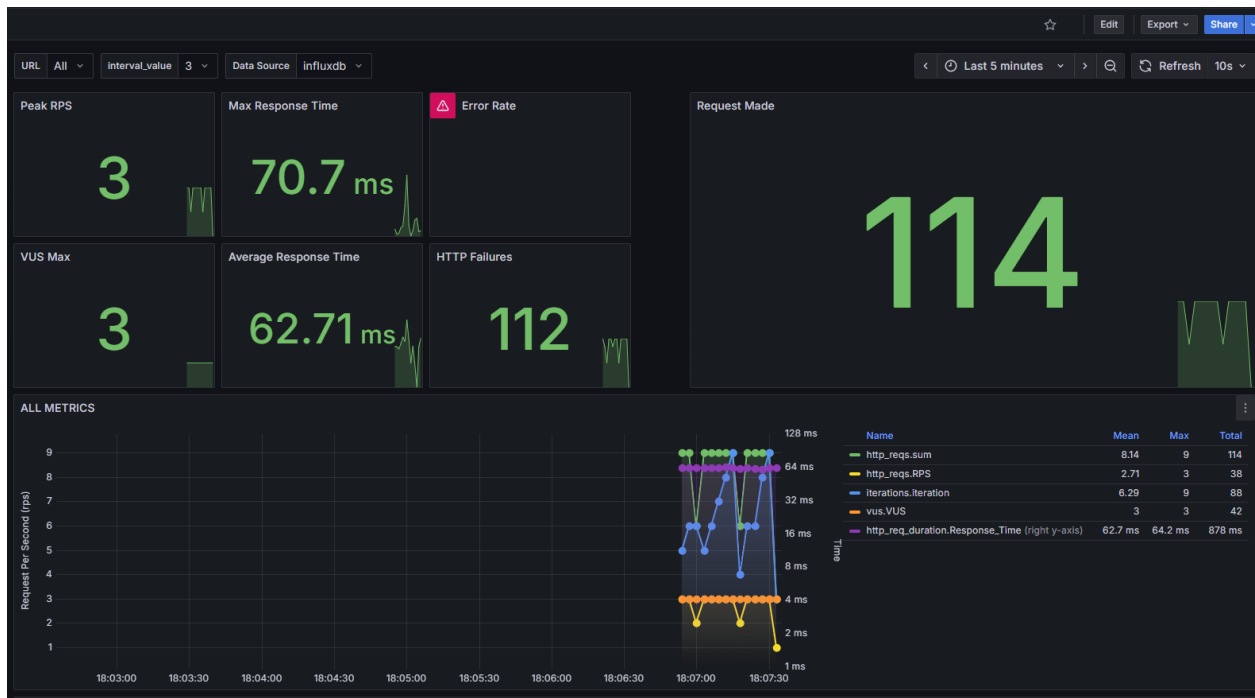 Edit Export Share
URL All interval_value 3 Data Source influxdb Last 5 minutes Refresh 10s
Peak RPS
3
Max Response Time
70.7 ms
Error Rate
Request Made
114
VUS Max
3
Average Response Time
62.71 ms
HTTP Failures
112
ALL METRICS
Request Per Second (rps)
9
8
7
6
5
4
3
2
1
18:03:00 18:03:30 18:04:00 18:04:30 18:05:00 18:05:30 18:06:00 18:06:30 18:07:00 18:07:30
128 ms
64 ms
32 ms
16 ms
8 ms
4 ms
2 ms
1 ms
Time
Name Mean Max Total
http_reqs.sum 8.14 9 114
http_reqs.RPS 2.71 3 38
iterations.iteration 6.29 9 88
vus.VUS 3 3 42
http_req_duration.Response_Time (right y-axis) 62.7 ms 64.2 ms 878 ms